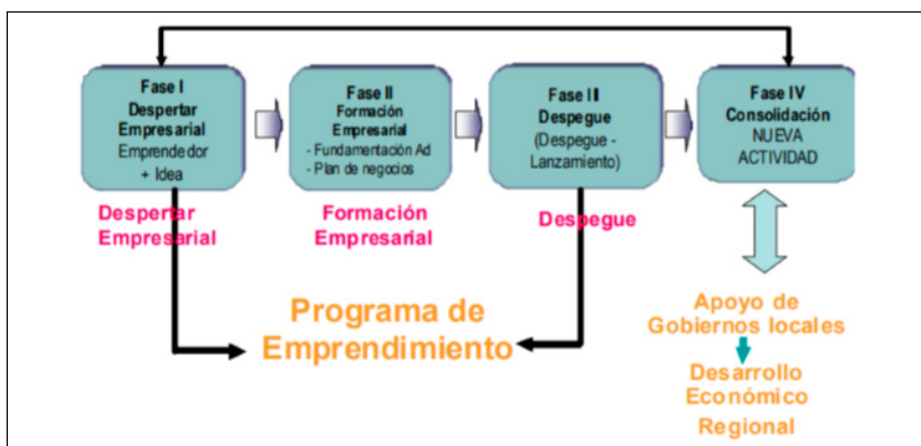 Fase I
Despertar
Empresarial
Emprendedor
+ Idea
Fase II
Formación
Empresarial
- Fundamentación Ad
- Plan de negocios
Fase III
Despegue
(Despegue -
Lanzamiento)
Fase IV
Consolidación
NUEVA
ACTIVIDAD
Despertar
Empresarial
Formación
Empresarial
Despegue
Programa de
Emprendimiento
Apoyo de
Gobiernos locales
Desarrollo
Económico
Regional